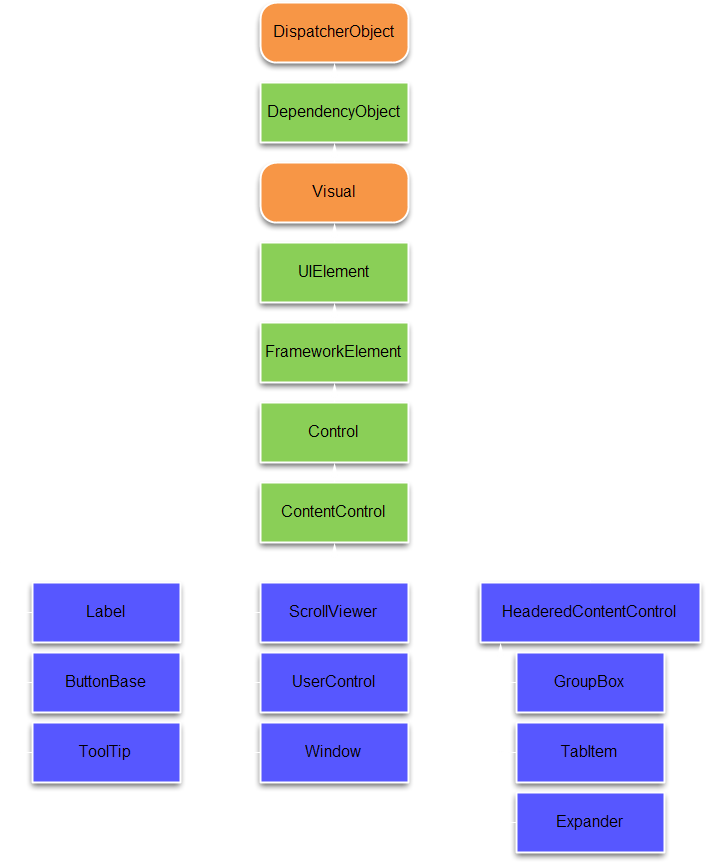 DispatcherObject
DependencyObject
Visual
UIElement
FrameworkElement
Control
ContentControl
Label
ScrollViewer
HeaderedContentControl
ButtonBase
UserControl
GroupBox
ToolTip
Window
TabItem
Expander